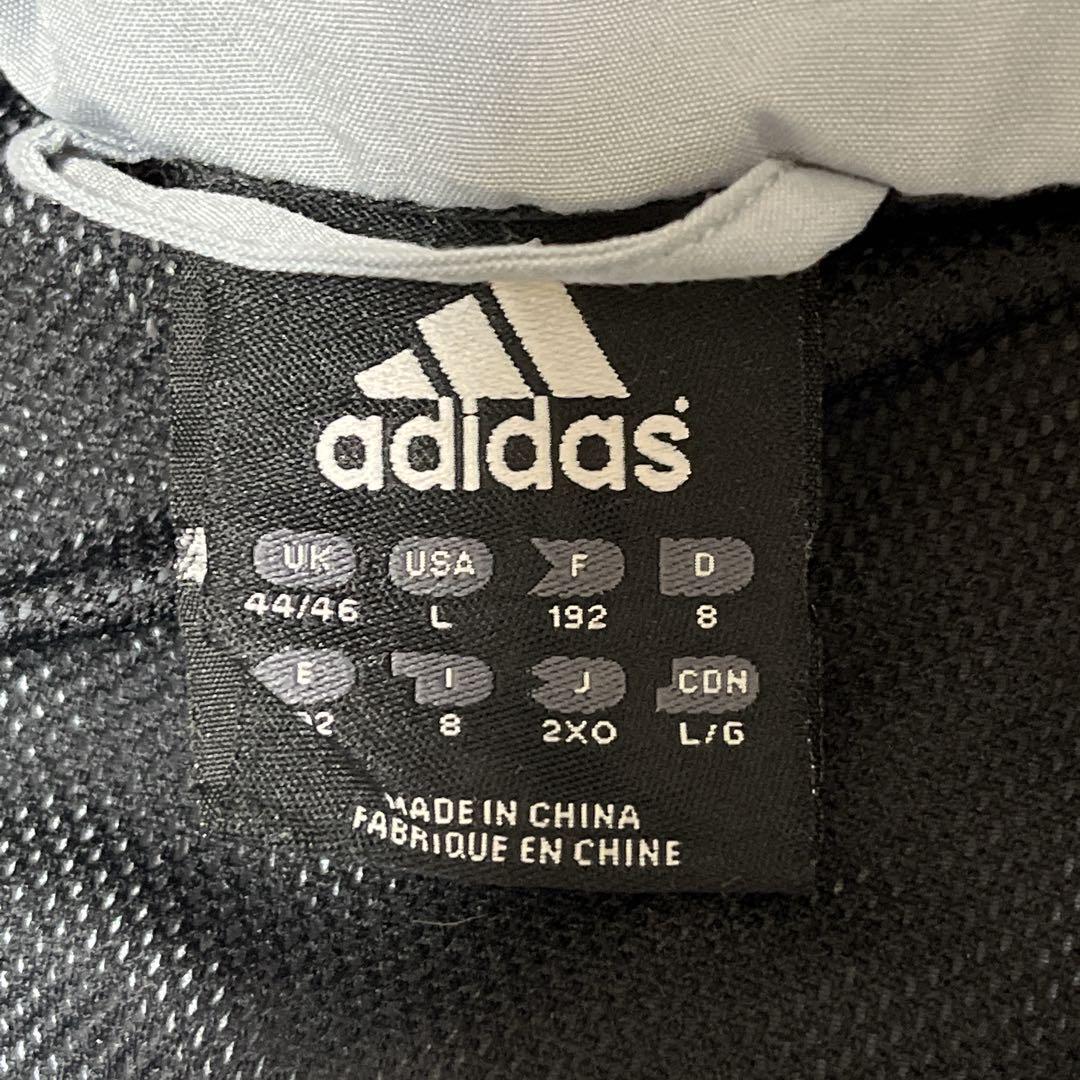 adidas
UK USA F D
44/46 L 192 8
E I J CDN
8 2XO L/G
MADE IN CHINA
FABRIQUE EN CHINE